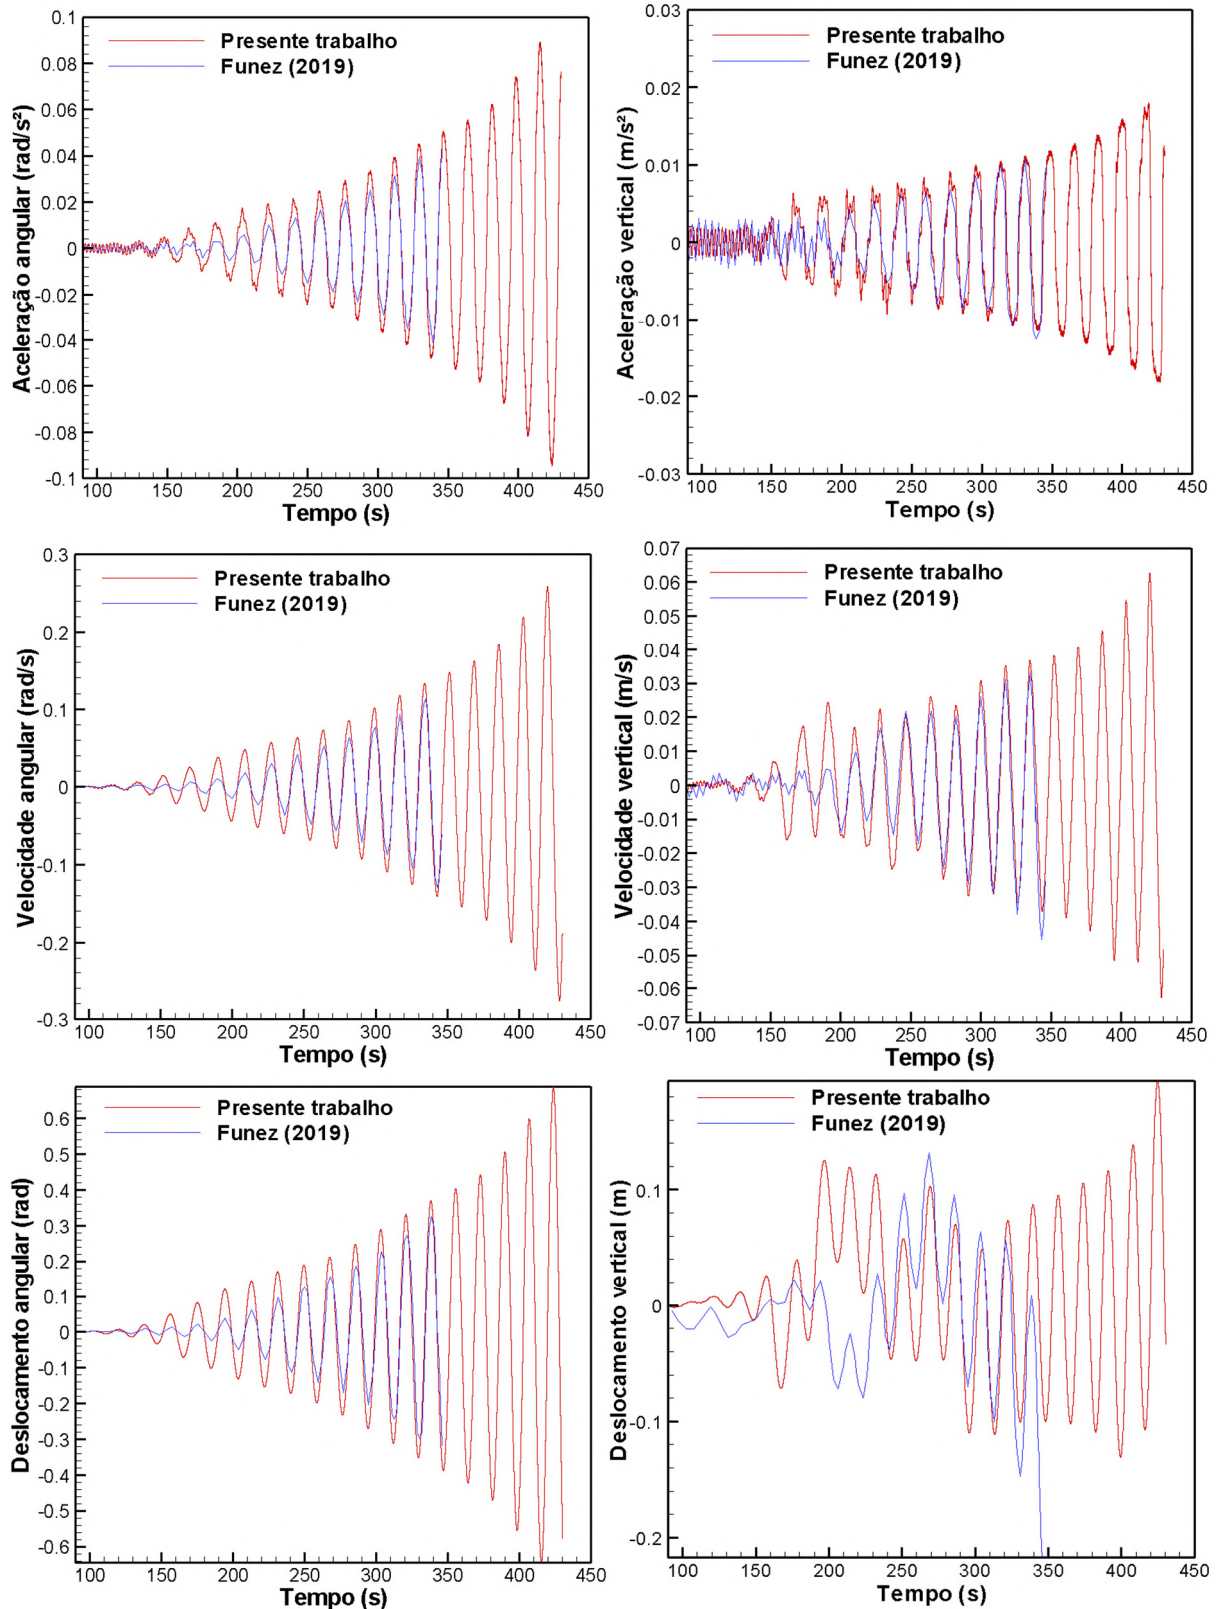 0.1
0.08
0.06
0.04
0.02
0
-0.02
-0.04
-0.06
-0.08
-0.1
Aceleração angular (rad/s²)
Presente trabalho
Funez (2019)
100 150 200 250 300 350 400 450
Tempo (s)
0.03
0.02
0.01
0
-0.01
-0.02
-0.03
Aceleração vertical (m/s²)
Presente trabalho
Funez (2019)
100 150 200 250 300 350 400 450
Tempo (s)
0.3
0.2
0.1
0
-0.1
-0.2
-0.3
Velocidade angular (rad/s)
Presente trabalho
Funez (2019)
100 150 200 250 300 350 400 450
Tempo (s)
0.07
0.06
0.05
0.04
0.03
0.02
0.01
0
-0.01
-0.02
-0.03
-0.04
-0.05
-0.06
-0.07
Velocidade vertical (m/s)
Presente trabalho
Funez (2019)
100 150 200 250 300 350 400 450
Tempo (s)
0.6
0.5
0.4
0.3
0.2
0.1
0
-0.1
-0.2
-0.3
-0.4
-0.5
-0.6
Deslocamento angular (rad)
Presente trabalho
Funez (2019)
100 150 200 250 300 350 400 450
Tempo (s)
0.1
0
-0.1
-0.2
Deslocamento vertical (m)
Presente trabalho
Funez (2019)
100 150 200 250 300 350 400 450
Tempo (s)